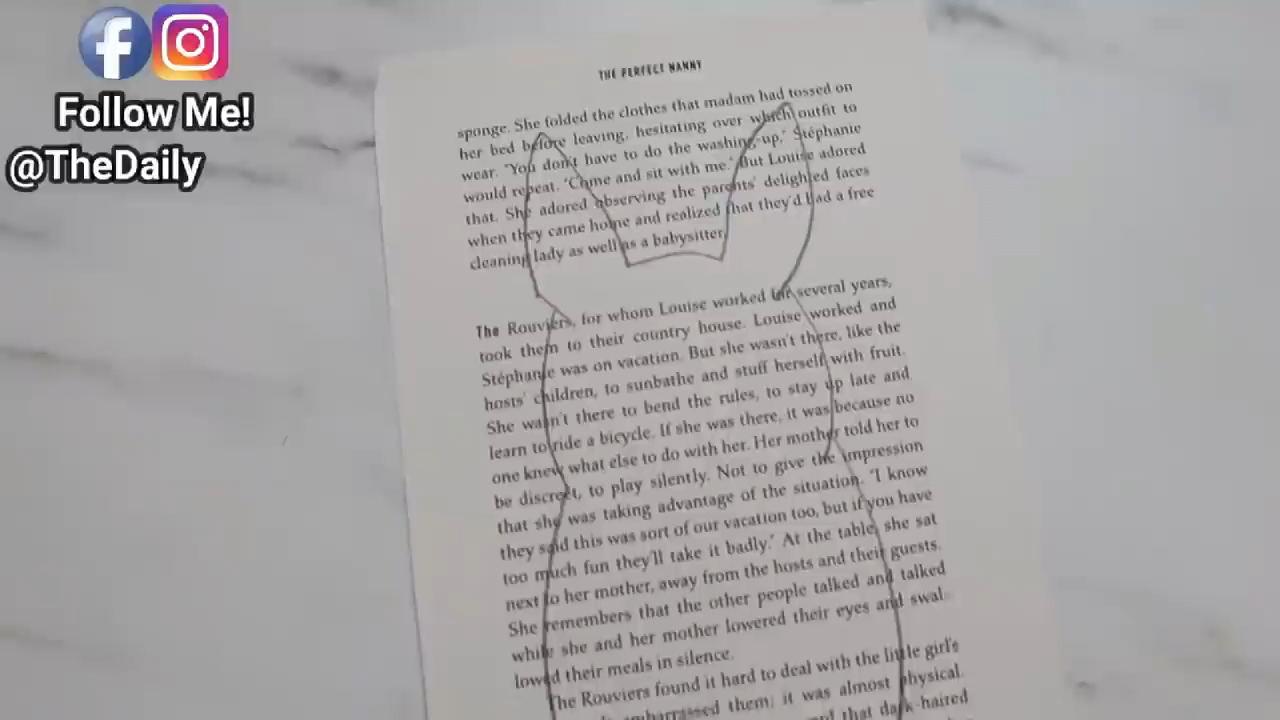 Follow Me!
@TheDaily
THE PERFECT NANNY
sponge. She folded the clothes that madam had tossed on
her bed before leaving, hesitating over which outfit to
wear. 'You don't have to do the washing-up,' Stéphanie
would repeat. 'Come and sit with me.' But Louise adored
that. She adored observing the parents' delighted faces
when they came home and realized that they'd had a free
cleaning lady as well as a babysitter.
The Rouviers, for whom Louise worked for several years,
took them to their country house. Louise worked and
Stéphanie was on vacation. But she wasn't there, like the
hosts' children, to sunbathe and stuff herself with fruit.
She wasn't there to bend the rules, to stay up late and
learn to ride a bicycle. If she was there, it was because no
one knew what else to do with her. Her mother told her to
be discreet, to play silently. Not to give the impression
that she was taking advantage of the situation. 'I know
they said this was sort of our vacation too, but if you have
too much fun they'll take it badly.' At the table, she sat
next to her mother, away from the hosts and their guests.
She remembers that the other people talked and talked
while she and her mother lowered their eyes and swal-
lowed their meals in silence.
The Rouviers found it hard to deal with the little girl's
embarrassed them; it was almost physical.
that dark-haired